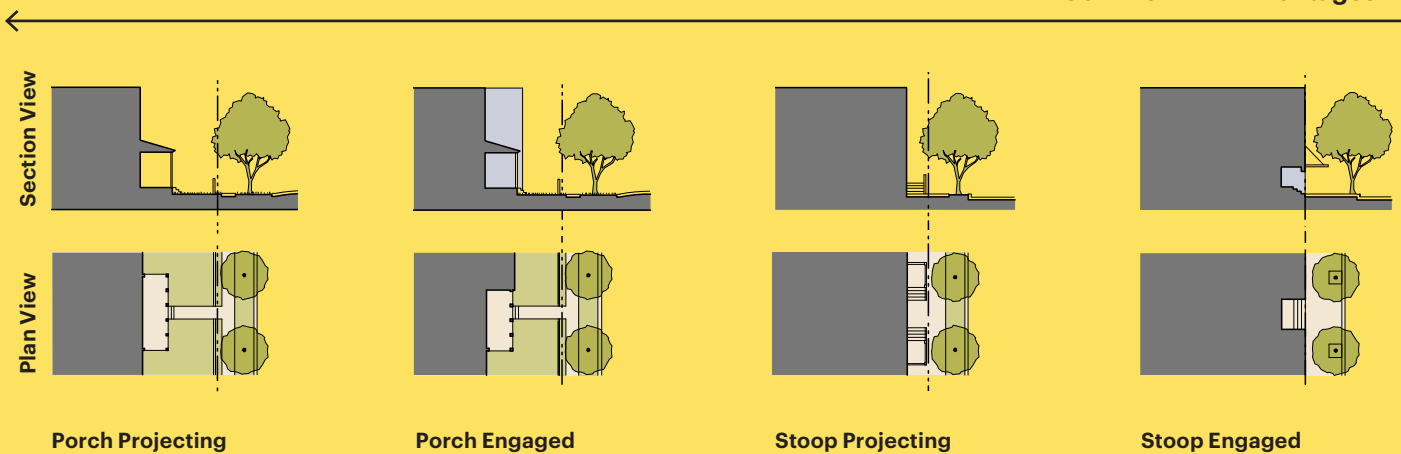 Section View
Plan View
Porch Projecting
Porch Engaged
Stoop Projecting
Stoop Engaged